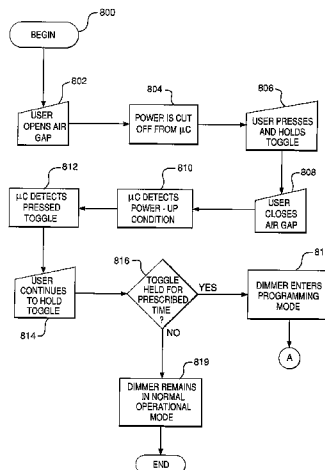 800
BEGIN
802
USER
OPENS AIR
GAP
804
POWER IS CUT
OFF FROM µC
806
USER PRESSES
AND HOLDS
TOGGLE
808
USER
CLOSES
AIR GAP
810
µC DETECTS
POWER - UP
CONDITION
812
µC DETECTS
PRESSED
TOGGLE
USER
CONTINUES
TO HOLD
TOGGLE
814
816
TOGGLE
HELD FOR
PRESCRIBED
TIME
?
YES
NO
81
DIMMER ENTERS
PROGRAMMING
MODE
A
819
DIMMER REMAINS
IN NORMAL
OPERATIONAL
MODE
END